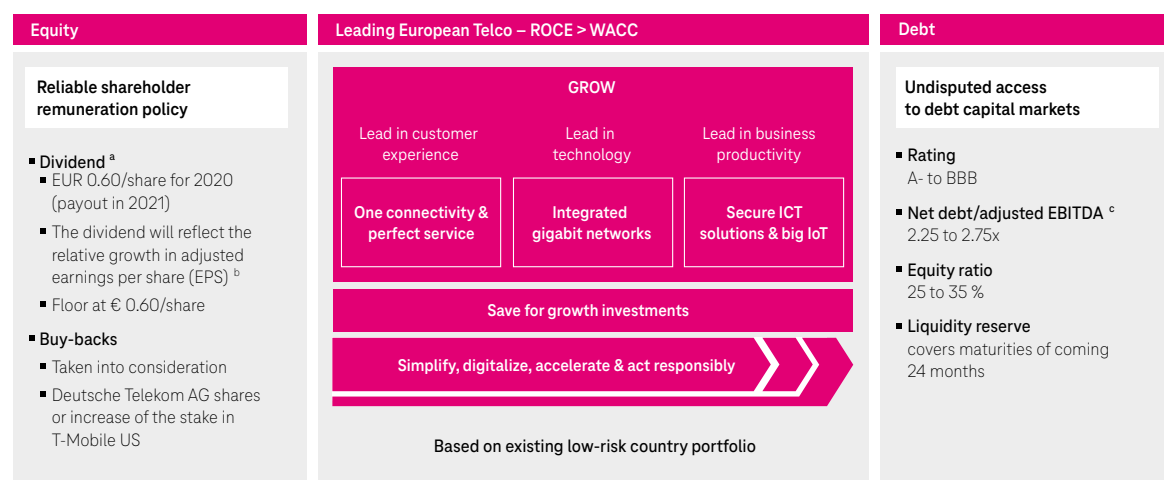 Equity
Reliable shareholder
remuneration policy
▪ Dividend ᵃ
▪ EUR 0.60/share for 2020
(payout in 2021)
▪ The dividend will reflect the
relative growth in adjusted
earnings per share (EPS) ᵇ
▪ Floor at € 0.60/share
▪ Buy-backs
▪ Taken into consideration
▪ Deutsche Telekom AG shares
or increase of the stake in
T-Mobile US
Leading European Telco – ROCE > WACC
GROW
Lead in customer
experience
Lead in
technology
Lead in business
productivity
One connectivity &
perfect service
Integrated
gigabit networks
Secure ICT
solutions & big IoT
Save for growth investments
Simplify, digitalize, accelerate & act responsibly
Based on existing low-risk country portfolio
Debt
Undisputed access
to debt capital markets
▪ Rating
A- to BBB
▪ Net debt/adjusted EBITDA ᶜ
2.25 to 2.75x
▪ Equity ratio
25 to 35 %
▪ Liquidity reserve
covers maturities of coming
24 months